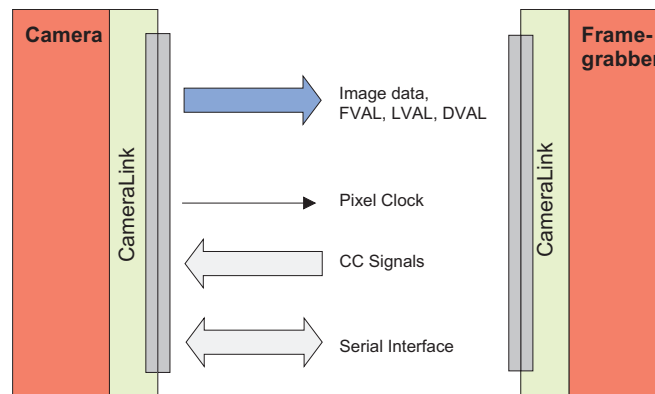 Camera
Frame-
grabber
CameraLink
Image data,
FVAL, LVAL, DVAL
Pixel Clock
CC Signals
Serial Interface
CameraLink